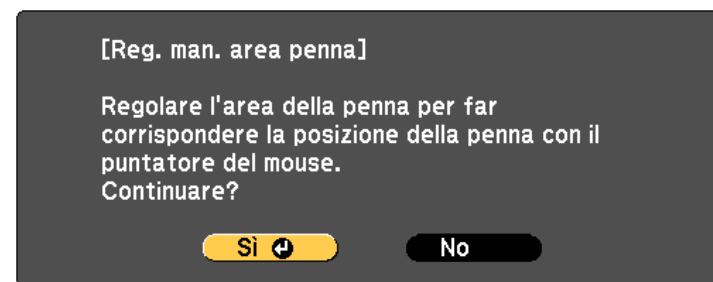 [Reg. man. area penna]
Regolare l'area della penna per far
corrispondere la posizione della penna con il
puntatore del mouse.
Continuare?
Sì
No